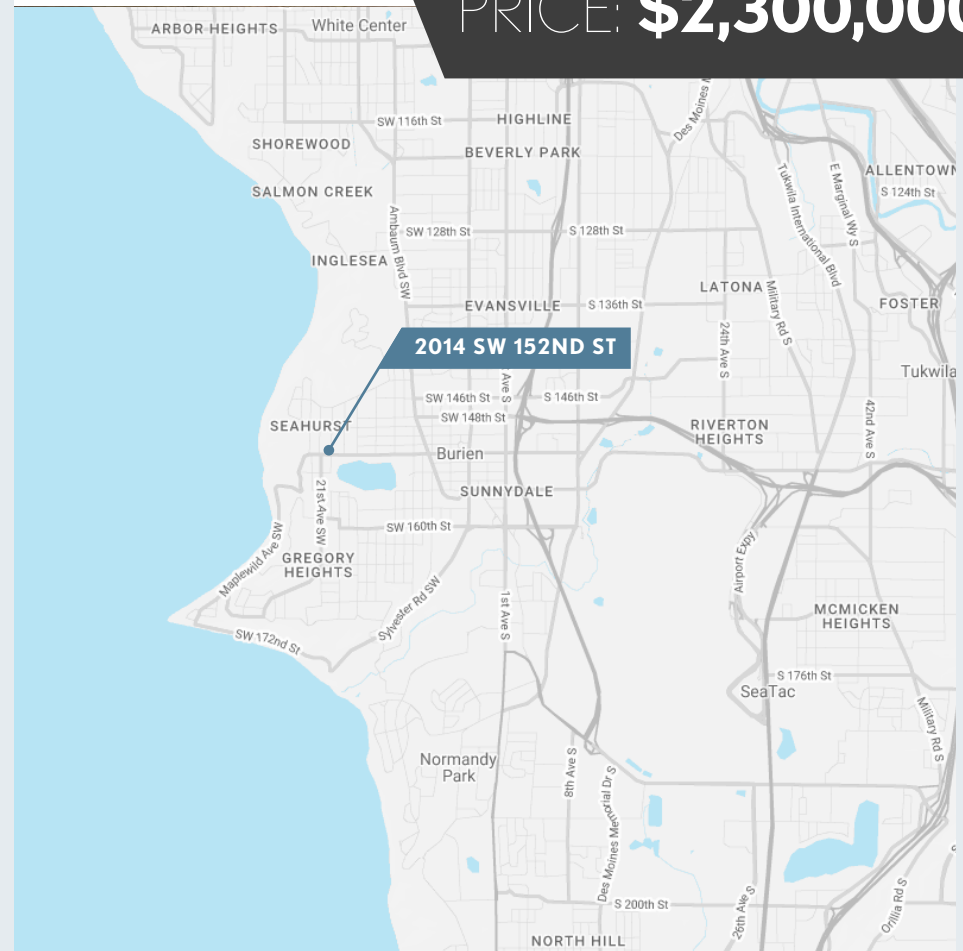 PRICE: $2,300,000
ARBOR HEIGHTS
White Center
SW 116th St
HIGHLINE
Des Moines M
SHOREWOOD
BEVERLY PARK
ALLENTOWN
SALMON CREEK
S 124th St
Tukwila International Blvd
E Marginal Wy S
Ambaum Blvd SW
SW 128th St
S 128th St
INGLESEA
LATONA
Military Rd S
EVANSVILLE
S 136th St
FOSTER
2014 SW 152ND ST
24th Ave S
Tukwila
Ave S
SW 146th St
S 146th St
SW 148th St
42nd Ave S
SEAHURST
RIVERTON
HEIGHTS
Burien
SUNNYDALE
21st Ave SW
SW 160th St
Maplewild Ave SW
GREGORY
HEIGHTS
Airport Expy
Sylvester Rd SW
1st Ave S
MCMICKEN
HEIGHTS
SW 172nd St
S 176th St
SeaTac
Military Rd S
Normandy
Park
8th Ave S
Des Moines Memorial Dr S
S 200th St
26th Ave S
Orillia Rd S
NORTH HILL